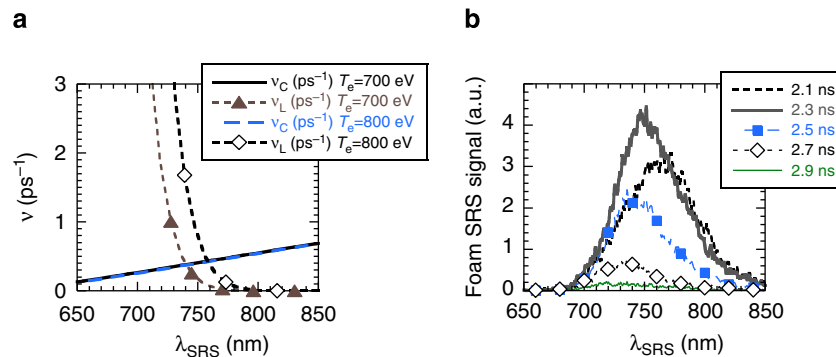 a
ν (ps⁻¹)
3
2
1
0
650 700 750 800 850
λSRS (nm)
νC (ps⁻¹) Te=700 eV
νL (ps⁻¹) Te=700 eV
νC (ps⁻¹) Te=800 eV
νL (ps⁻¹) Te=800 eV
b
Foam SRS signal (a.u.)
4
3
2
1
0
650 700 750 800 850
λSRS (nm)
2.1 ns
2.3 ns
2.5 ns
2.7 ns
2.9 ns